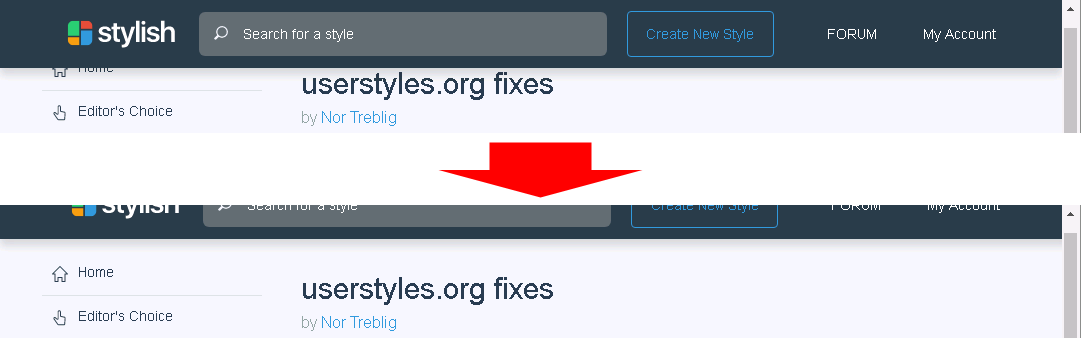 stylish Search for a style Create New Style FORUM My Account
Home
userstyles.org fixes
Editor's Choice
by Nor Treblig
stylish Search for a style Create New Style FORUM My Account
Home
userstyles.org fixes
Editor's Choice
by Nor Treblig